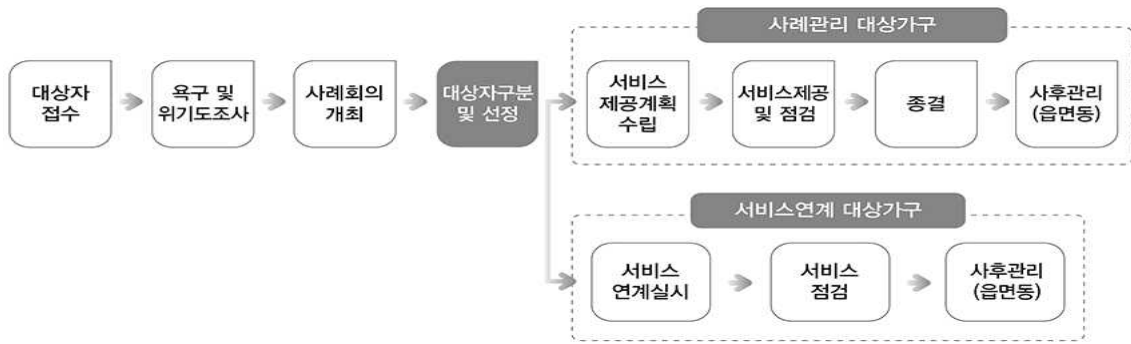 사례관리 대상가구
대상자
접수
욕구 및
위기도조사
사례회의
개최
대상자구분
및 선정
서비스
제공계획
수립
서비스제공
및 점검
종결
사후관리
(읍면동)
서비스연계 대상가구
서비스
연계실시
서비스
점검
사후관리
(읍면동)